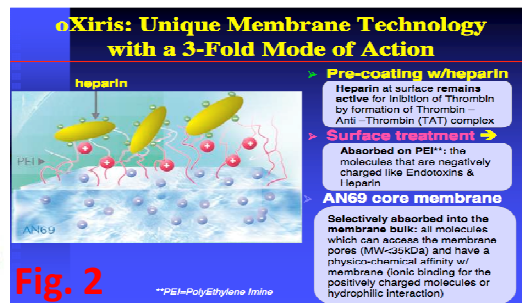 oXiris: Unique Membrane Technology
with a 3-Fold Mode of Action
heparin
PEI
AN69
Fig. 2
**PEI=PolyEthylene Imine
Pre-coating w/heparin
Heparin at surface remains
active for inbition of Thrombin
by formation of Thrombin –
Anti –Thrombin (TAT) complex
Surface treatment ➔
Absorbed on PEI**: the
molecules that are negatively
charged like Endotoxins &
Heparin
AN69 core membrane
Selectively absorbed into the
membrane bulk: all molecules
which can access the membrane
pores (MW<35kDa) and have a
physico-chemical affinity w/
membrane (ionic binding for the
positively charged molecules or
hydrophilic interaction)